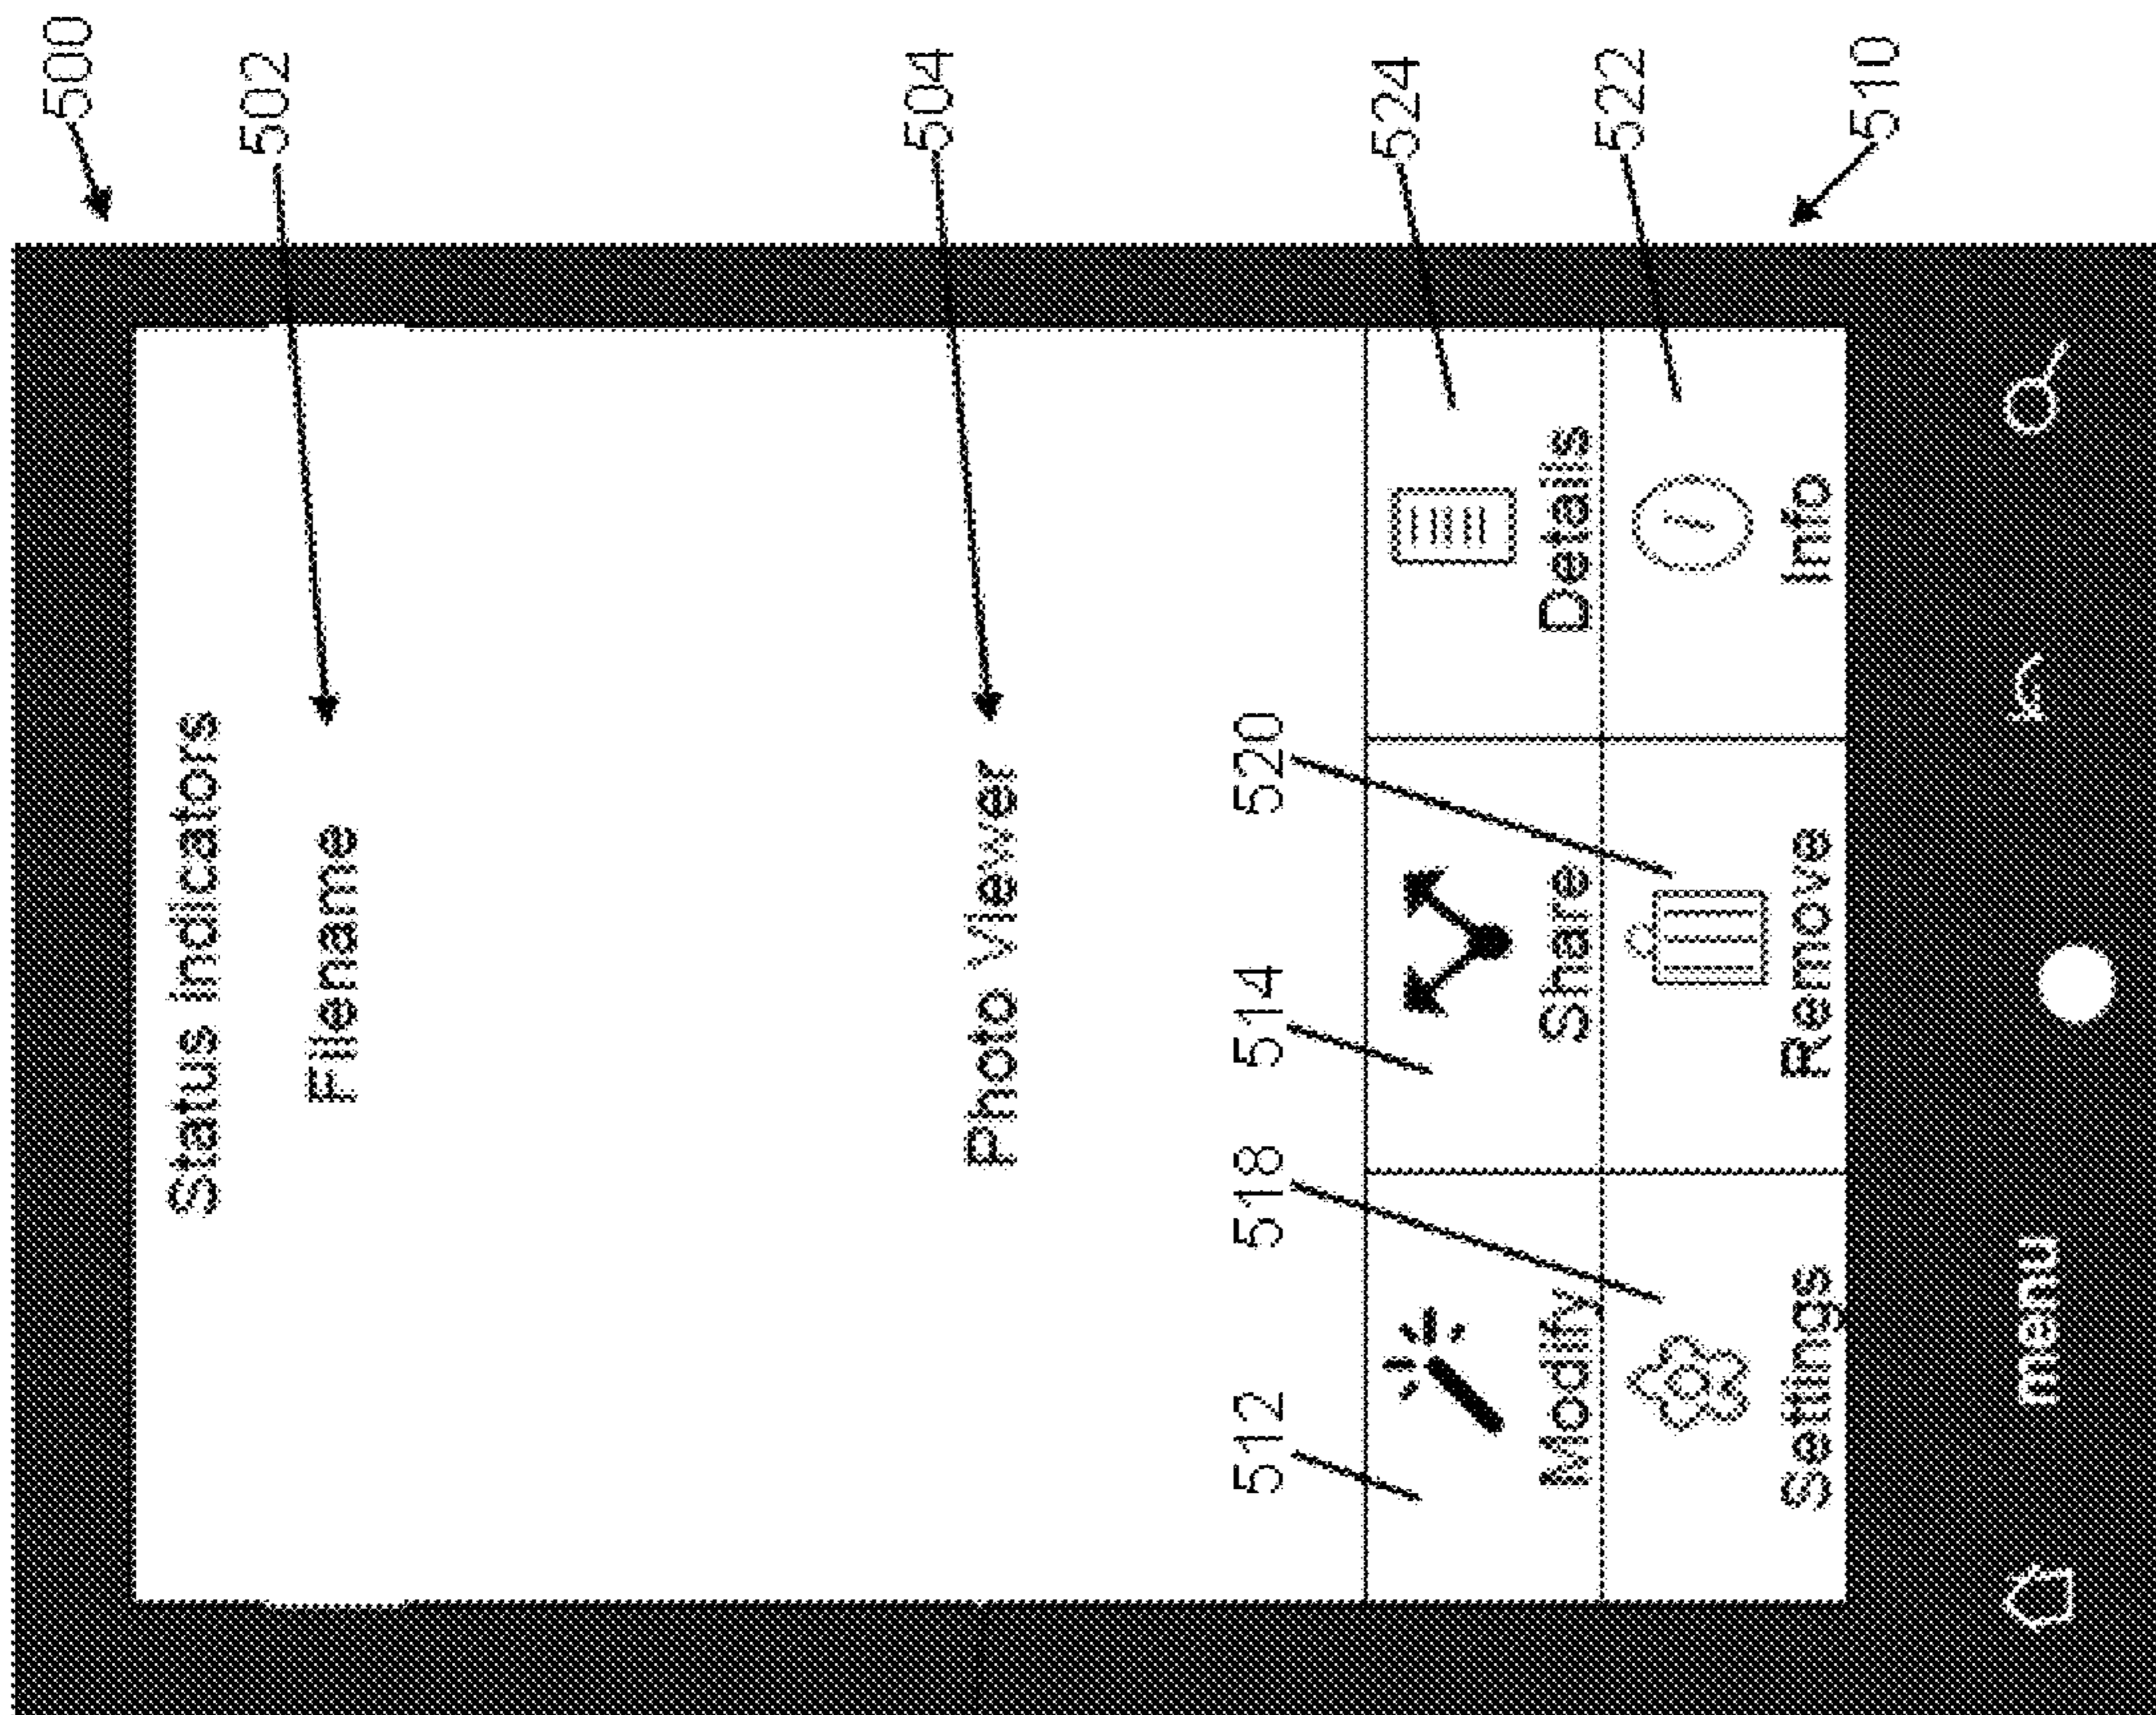 500
Status Indicators
502
Filename
504
Photo Viewer
512
518
514
520
524
Modify
Share
Details
522
Settings
Remove
i
Info
510
menu